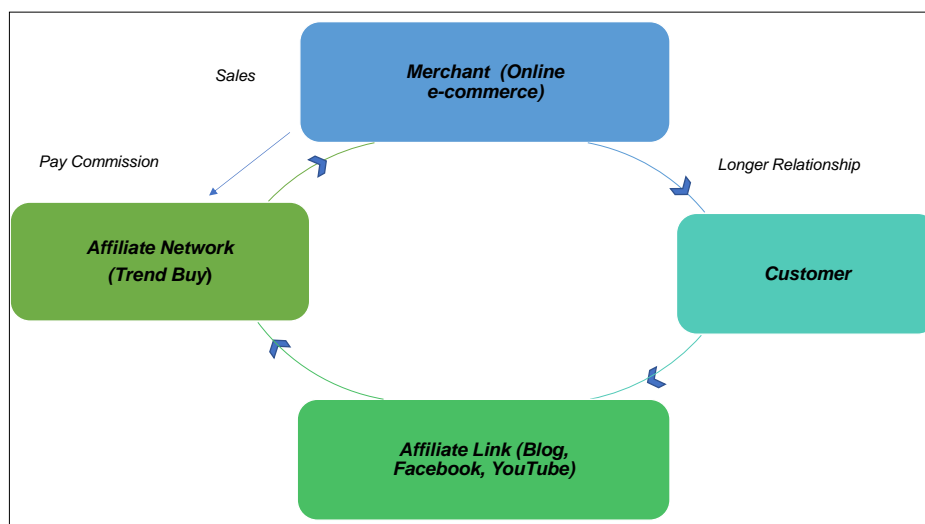 Merchant (Online
e-commerce)
Sales
Pay Commission
Longer Relationship
Affiliate Network
(Trend Buy)
Customer
Affiliate Link (Blog,
Facebook, YouTube)